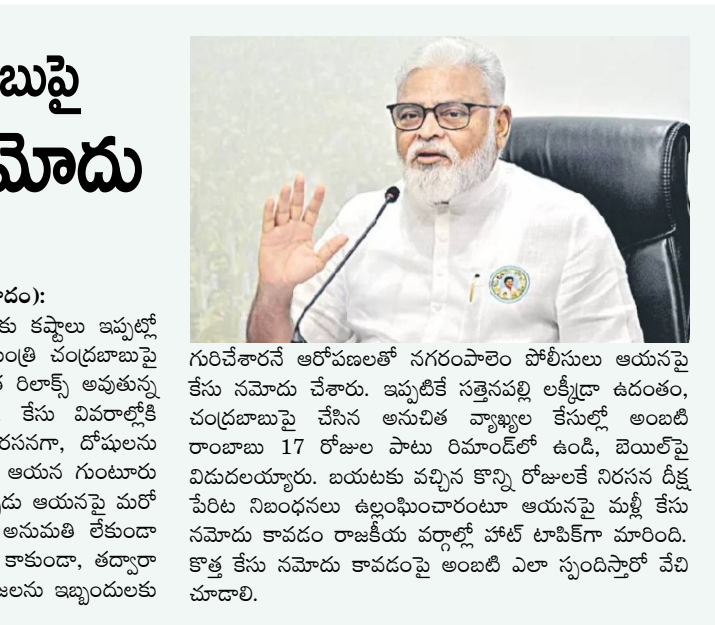 బుపై
మోదు
దం):
కు కష్టాలు ఇప్పట్లో
చంద్రబాబుపై
రిలాక్స్ అవుతున్న
కేసు వివరాల్లోకి
దోషులను
ఆయన గుంటూరు
ఆయనపై మరో
అనుమతి లేకుండా
కాకుండా, తద్వారా
ఇబ్బందులకు
గురిచేశారనే ఆరోపణలతో నగరంపాలెం పోలీసులు ఆయనపై
కేసు నమోదు చేశారు. ఇప్పటికే సత్తెనపల్లి లక్కీడ్రా ఉదంతం,
చంద్రబాబుపై చేసిన అనుచిత వ్యాఖ్యల కేసుల్లో అంబటి
రాంబాబు 17 రోజుల పాటు రిమాండ్‌లో ఉండి, బెయిల్‌పై
విడుదలయ్యారు. బయటకు వచ్చిన కొన్ని రోజులకే నిరసన దీక్ష
పేరిట నిబంధనలు ఉల్లంఘించారంటూ ఆయనపై మళ్లీ కేసు
నమోదు కావడం రాజకీయ వర్గాల్లో హాట్ టాపిక్‌గా మారింది.
కొత్త కేసు నమోదు కావడంపై అంబటి ఎలా స్పందిస్తారో వేచి
చూడాలి.